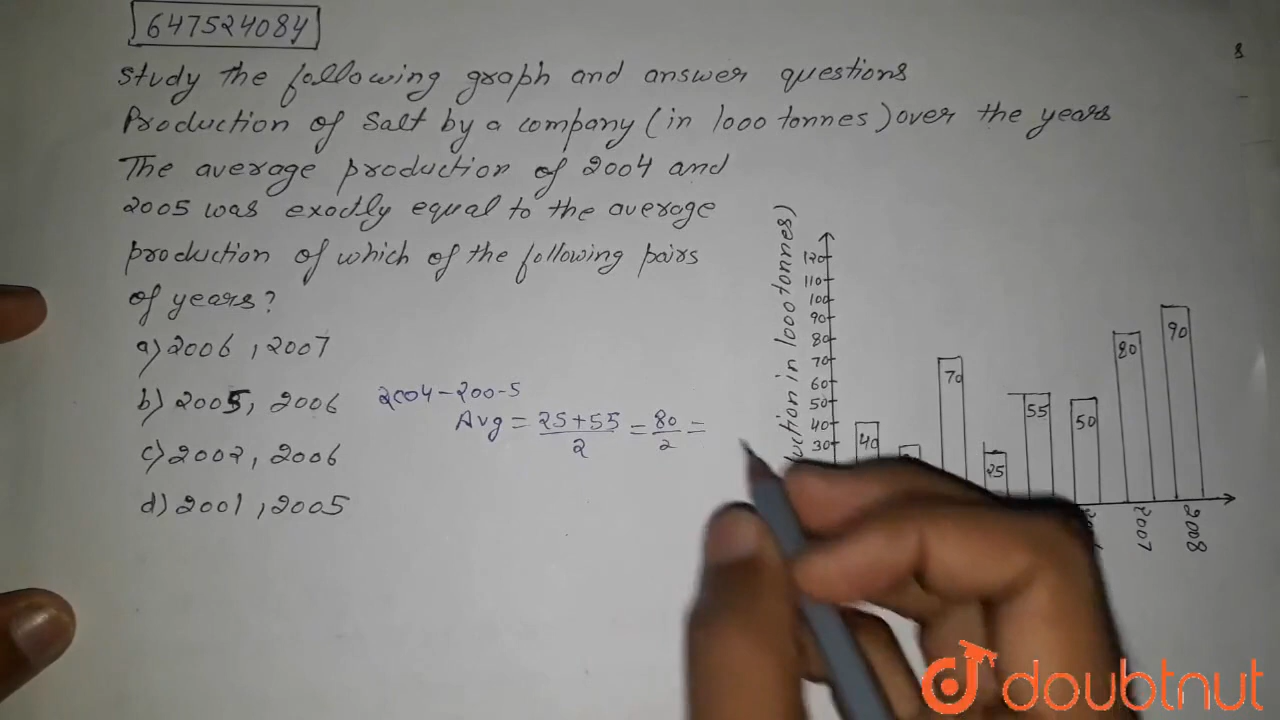 647524084
8
Study the following graph and answer questions
Production of Salt by a company (in 1000 tonnes) over the years
The average production of 2004 and
2005 was exactly equal to the average
production of which of the following pairs
of years?
a) 2006, 2007
b) 2005, 2006
c) 2002, 2006
d) 2001, 2005
2004-2005
Avg = 25+55/2 = 80/2 =
uction in 1000 tonnes)
120
110
100
90
80
70
60
50
40
30
40
70
25
55
50
80
90
2007
2008
doubtnut